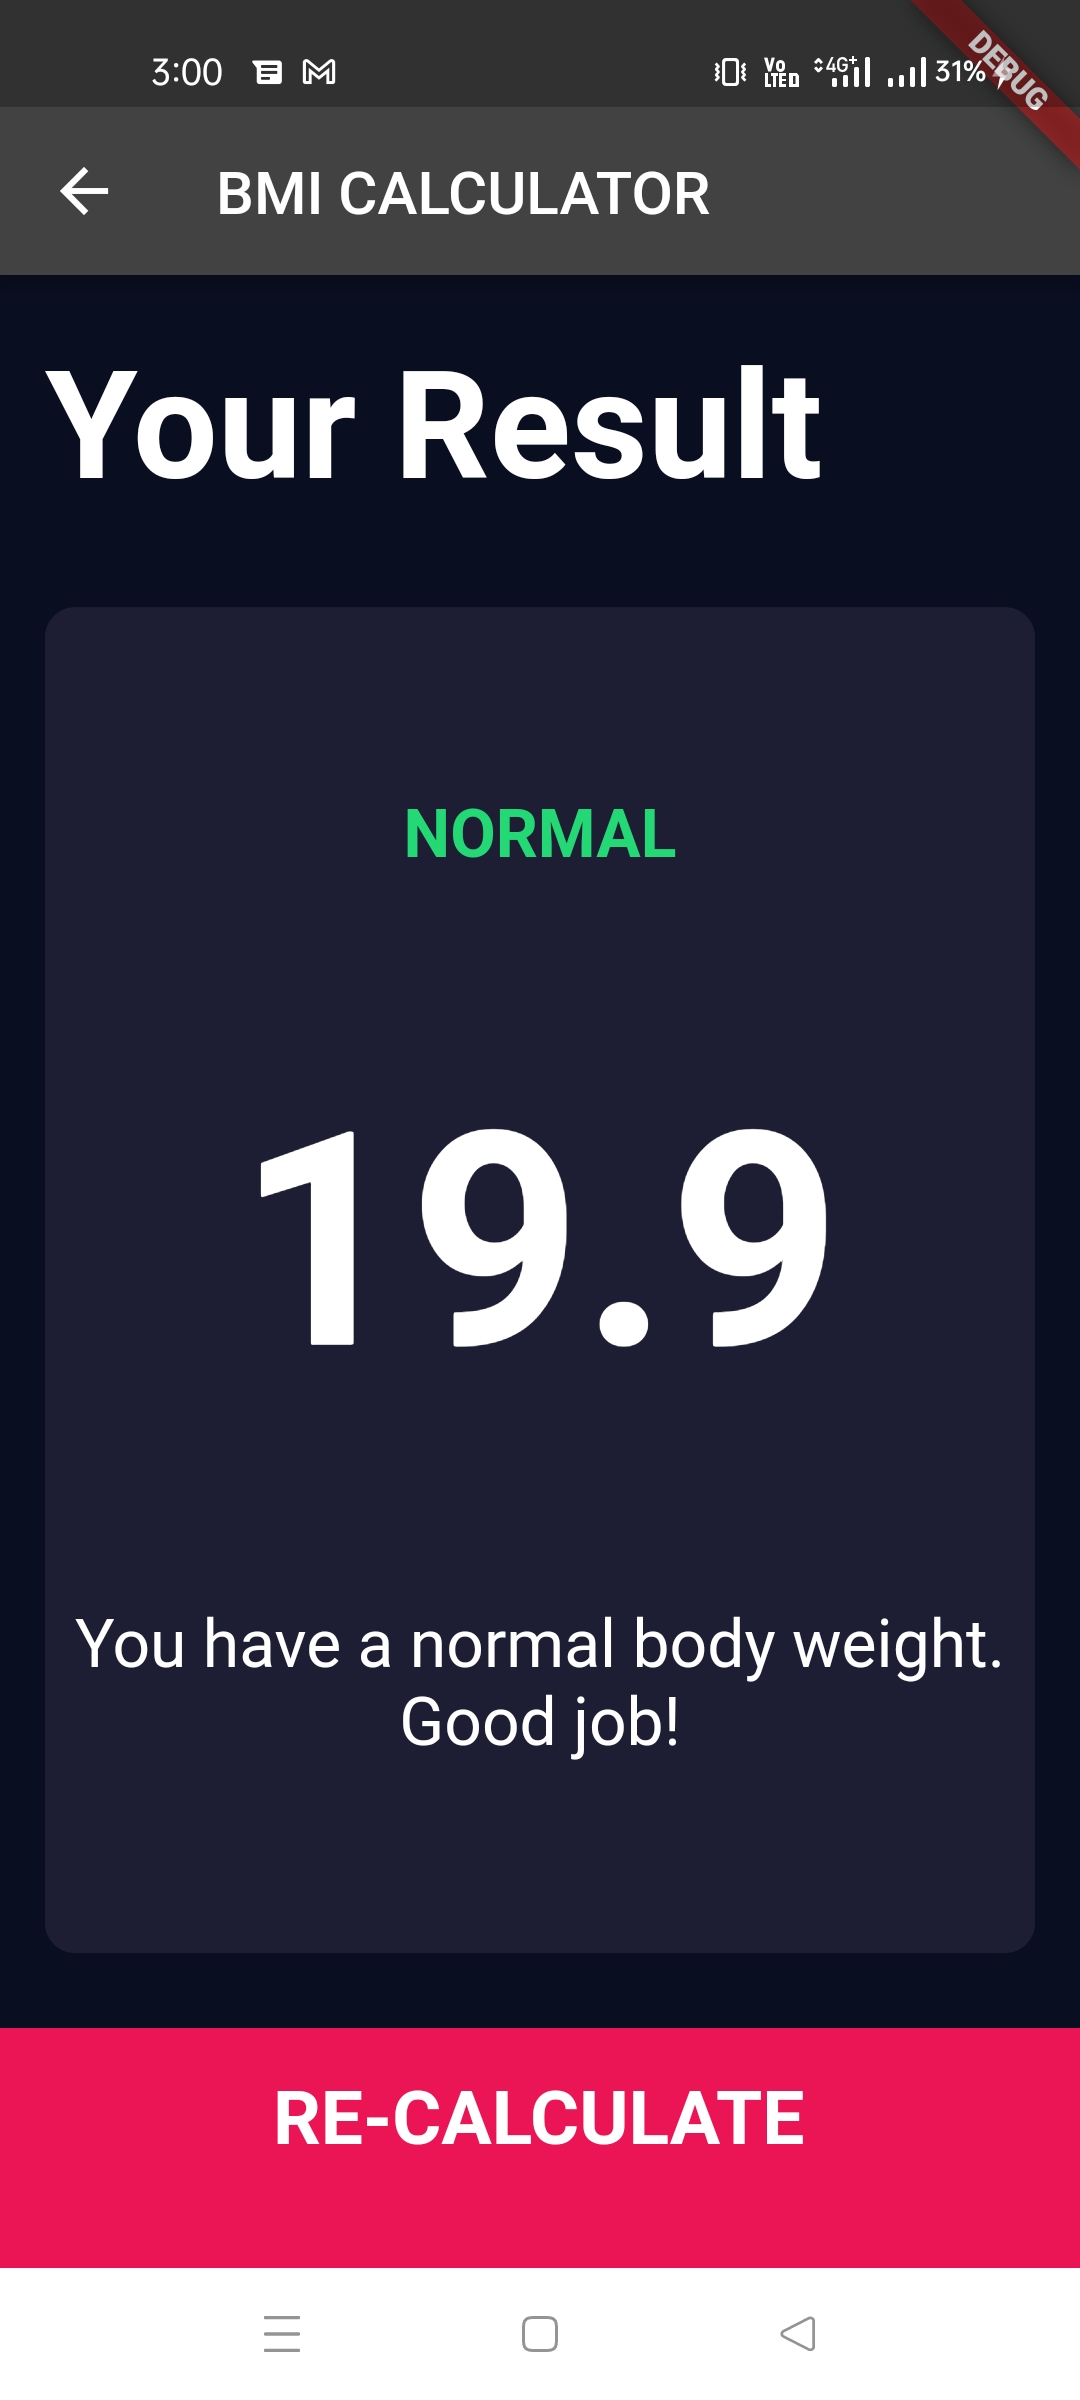 3:00 Vo LTED 4G+ 31% DEBUG
BMI CALCULATOR
Your Result
NORMAL
19.9
You have a normal body weight.
Good job!
RE-CALCULATE